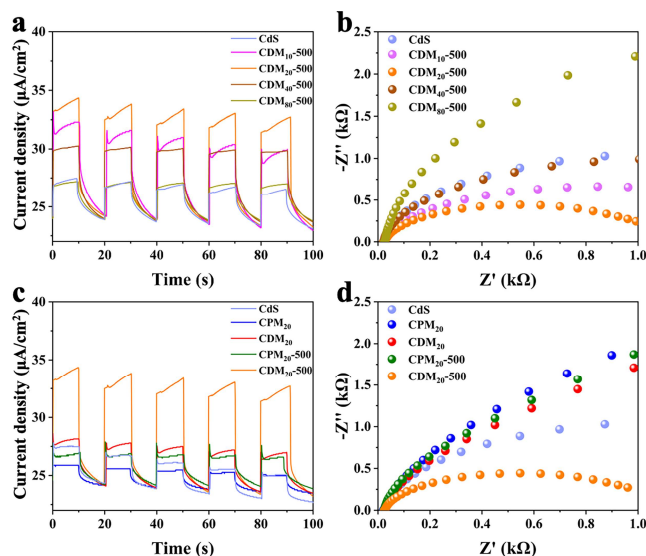 a
40
35
30
25
Current density (μA/cm²)
0 20 40 60 80 100
Time (s)
CdS
CDM₁₀-500
CDM₂₀-500
CDM₄₀-500
CDM₈₀-500
b
2.5
2.0
1.5
1.0
0.5
0.0
-Z'' (kΩ)
0.0 0.2 0.4 0.6 0.8 1.0
Z' (kΩ)
CdS
CDM₁₀-500
CDM₂₀-500
CDM₄₀-500
CDM₈₀-500
c
40
35
30
25
Current density (μA/cm²)
0 20 40 60 80 100
Time (s)
CdS
CPM₂₀
CDM₂₀
CPM₂₀-500
CDM₂₀-500
d
2.5
2.0
1.5
1.0
0.5
0.0
-Z'' (kΩ)
0.0 0.2 0.4 0.6 0.8 1.0
Z' (kΩ)
CdS
CPM₂₀
CDM₂₀
CPM₂₀-500
CDM₂₀-500